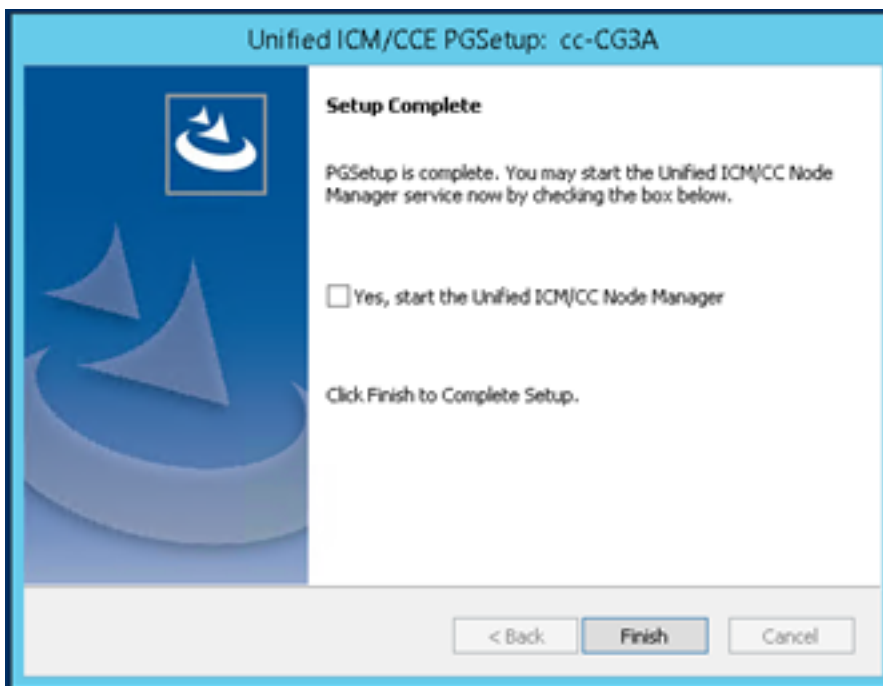 Unified ICM/CCE PGSetup: cc-CG3A
Setup Complete
PGSetup is complete. You may start the Unified ICM/CC Node
Manager service now by checking the box below.
Yes, start the Unified ICM/CC Node Manager
Click Finish to Complete Setup.
< Back
Finish
Cancel